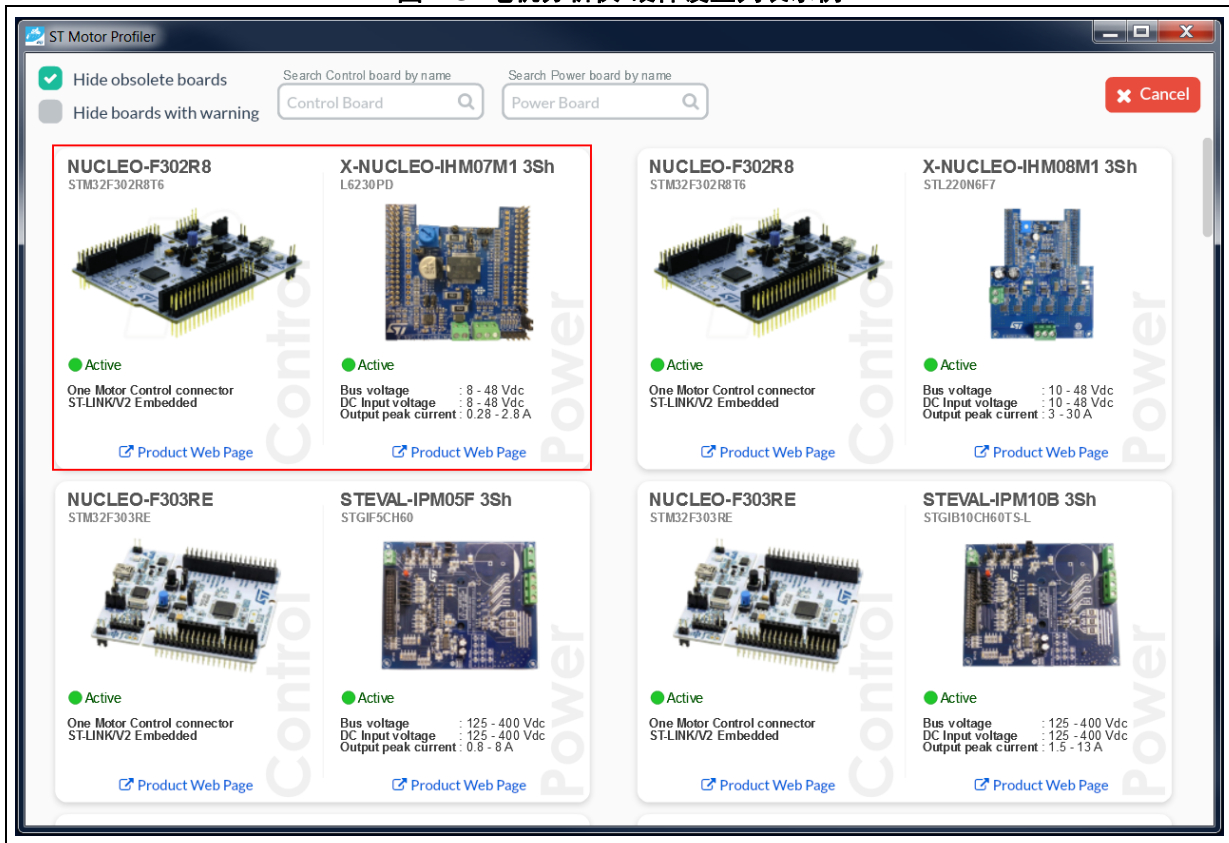 ST Motor Profiler
Hide obsolete boards
Hide boards with warning
Search Control board by name
Control Board
Search Power board by name
Power Board
Cancel
NUCLEO-F302R8
STM32F302R8T6
Control
Active
One Motor Control connector
ST-LINK/V2 Embedded
Product Web Page
X-NUCLEO-IHM07M1 3Sh
L6230PD
Power
Active
Bus voltage : 8 - 48 Vdc
DC Input voltage : 8 - 48 Vdc
Output peak current : 0.28 - 2.8 A
Product Web Page
NUCLEO-F302R8
STM32F302R8T6
Control
Active
One Motor Control connector
ST-LINK/V2 Embedded
Product Web Page
X-NUCLEO-IHM08M1 3Sh
STL220N6F7
Power
Active
Bus voltage : 10 - 48 Vdc
DC Input voltage : 10 - 48 Vdc
Output peak current : 3 - 30 A
Product Web Page
NUCLEO-F303RE
STM32F303RE
Control
Active
One Motor Control connector
ST-LINK/V2 Embedded
Product Web Page
STEVAL-IPM05F 3Sh
STGIF5CH60
Power
Active
Bus voltage : 125 - 400 Vdc
DC Input voltage : 125 - 400 Vdc
Output peak current : 0.8 - 8 A
Product Web Page
NUCLEO-F303RE
STM32F303RE
Control
Active
One Motor Control connector
ST-LINK/V2 Embedded
Product Web Page
STEVAL-IPM10B 3Sh
STGIB10CH60TS-L
Power
Active
Bus voltage : 125 - 400 Vdc
DC Input voltage : 125 - 400 Vdc
Output peak current : 1.5 - 13 A
Product Web Page